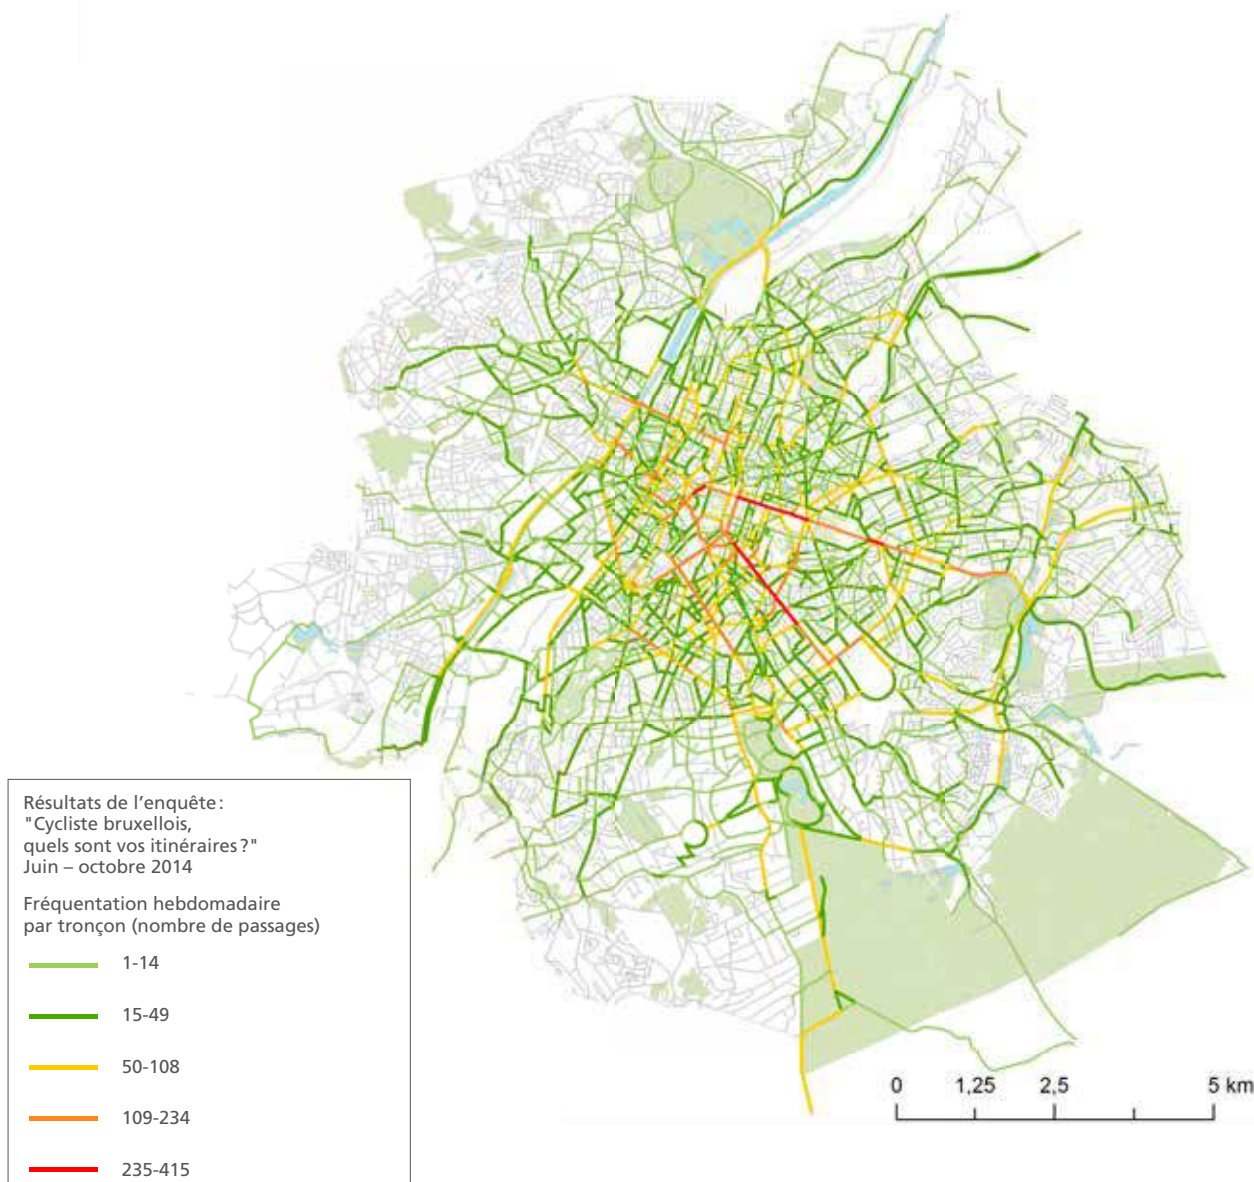 Résultats de l'enquête :
"Cycliste bruxellois,
quels sont vos itinéraires ?"
Juin – octobre 2014
Fréquentation hebdomadaire
par tronçon (nombre de passages)
1-14
15-49
50-108
109-234
235-415
0 1,25 2,5 5 km